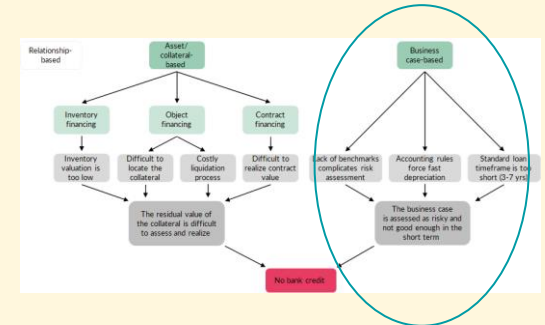 Relationship-
based
Asset/
collateral-
based
Business
case-based
Inventory
financing
Object
financing
Contract
financing
Inventory
valuation is
too low
Difficult to
locate the
collateral
Costly
liquidation
process
Difficult to
realize contract
value
Lack of benchmarks
complicates risk
assessment
Accounting rules
force fast
depreciation
Standard loan
timeframe is too
short (3-7 yrs)
The residual value of
the collateral is difficult
to assess and realize
The business case
is assessed as risky and
not good enough in the
short term
No bank credit